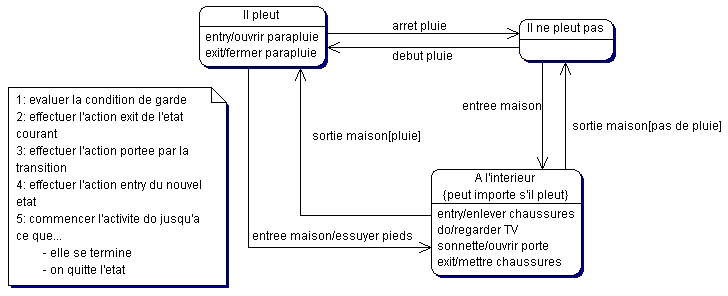 Il pleut
entry/ouvrir parapluie
exit/fermer parapluie
arret pluie
debut pluie
Il ne pleut pas
1: evaluer la condition de garde
2: effectuer l'action exit de l'etat
courant
3: effectuer l'action portee par la
transition
4: effectuer l'action entry du nouvel
etat
5: commencer l'activite do jusqu'a
ce que...
- elle se termine
- on quitte l'etat
entree maison
sortie maison[pluie]
sortie maison[pas de pluie]
A l'interieur
{peut importe s'il pleut}
entry/enlever chaussures
do/regarder TV
sonnette/ouvrir porte
exit/mettre chaussures
entree maison/essuyer pieds